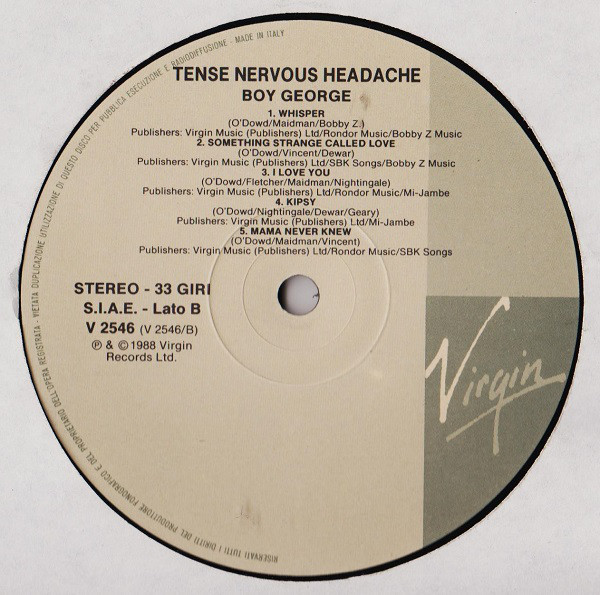 TENSE NERVOUS HEADACHE
BOY GEORGE
1. WHISPER
(O'Dowd/Maidman/Bobby Z.)
Publishers: Virgin Music (Publishers) Ltd/Rondor Music/Bobby Z Music
2. SOMETHING STRANGE CALLED LOVE
(O'Dowd/Vincent/Dewar)
Publishers: Virgin Music (Publishers) Ltd/SBK Songs/Bobby Z Music
3. I LOVE YOU
(O'Dowd/Fletcher/Maidman/Nightingale)
Publishers: Virgin Music (Publishers) Ltd/Rondor Music/Mi-Jambe
4. KIPSY
(O'Dowd/Nightingale/Dewar/Geary)
Publishers: Virgin Music (Publishers) Ltd/Mi-Jambe
5. MAMA NEVER KNEW
(O'Dowd/Maidman/Vincent)
Publishers: Virgin Music (Publishers) Ltd/Rondor Music/SBK Songs
STEREO - 33 GIRI
S.I.A.E. - Lato B
V 2546 (V 2546/B)
℗ & © 1988 Virgin
Records Ltd.
Virgin
RISERVATI TUTTI I DIRITTI DEL PRODUTTORE FONOGRAFICO E DEL PROPRIETARIO DELL'OPERA REGISTRATA - VIETATA DUPLICAZIONE UTILIZZAZIONE DI QUESTO DISCO PER PUBBLICA ESECUZIONE E RADIODIFFUSIONE - MADE IN ITALY